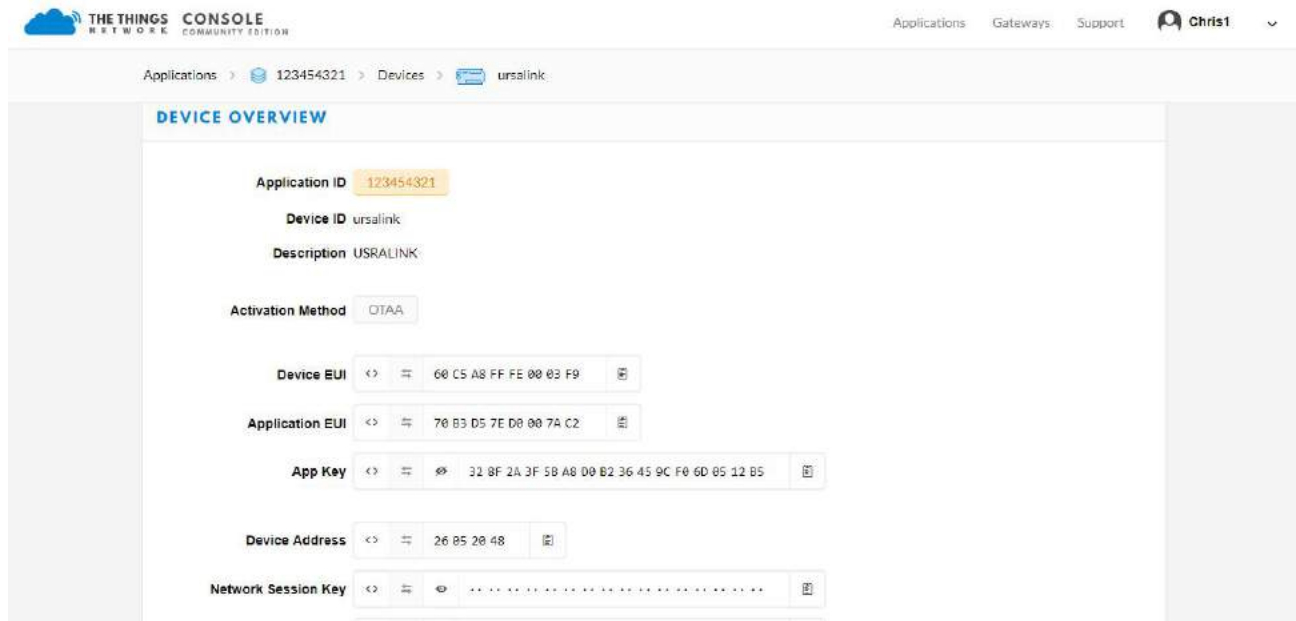 THE THINGS CONSOLE
NETWORK COMMUNITY EDITION
Applications Gateways Support Chris1
Applications > 123454321 > Devices > ursalink
DEVICE OVERVIEW
Application ID 123454321
Device ID ursalink
Description USRALINK
Activation Method OTAA
Device EUI <> 60 C5 A8 FF FE 00 03 F9
Application EUI <> 70 B3 D5 7E D0 00 7A C2
App Key <> 32 BF 2A 3F 5B A8 D0 B2 36 45 9C F0 6D 05 12 B5
Device Address <> 26 05 20 48
Network Session Key <> .. .. .. .. .. .. .. .. .. .. .. .. .. .. .. ..